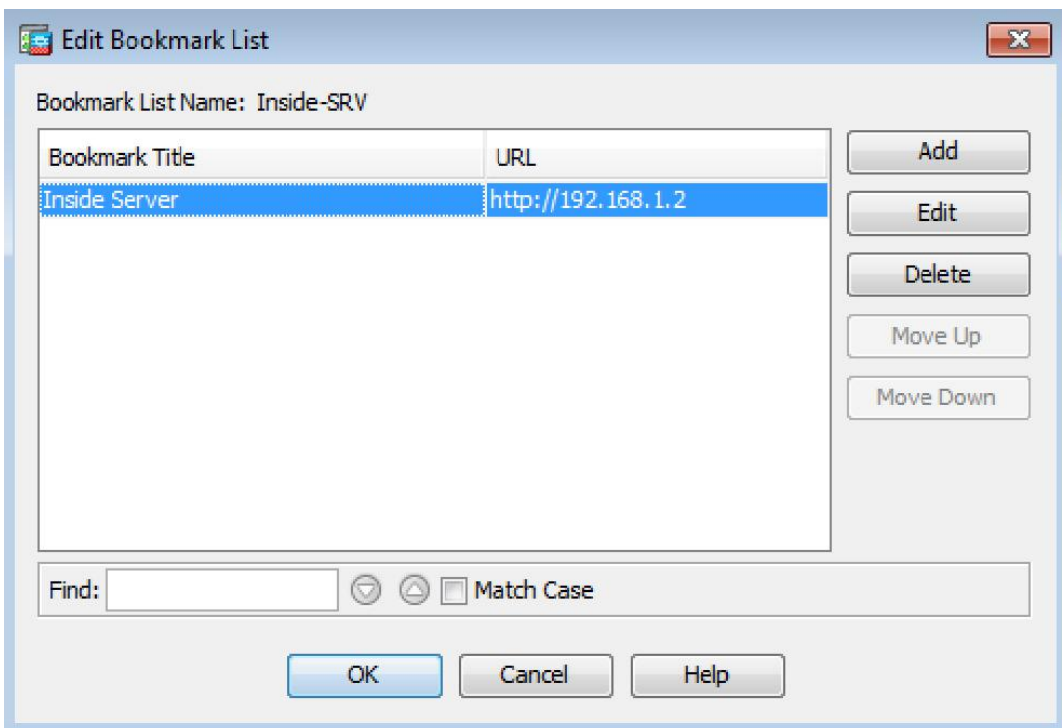 Edit Bookmark List
Bookmark List Name: Inside-SRV
Bookmark Title URL
Inside Server http://192.168.1.2
Add
Edit
Delete
Move Up
Move Down
Find: Match Case
OK Cancel Help